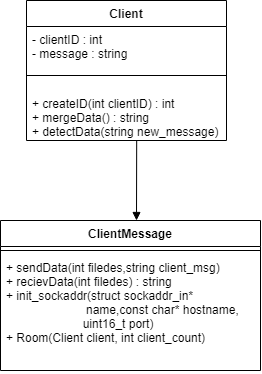 Client
- clientID : int
- message : string
+ createID(int clientID) : int
+ mergeData() : string
+ detectData(string new_message)
ClientMessage
+ sendData(int filedes,string client_msg)
+ recievData(int filedes) : string
+ init_sockaddr(struct sockaddr_in*
name,const char* hostname,
uint16_t port)
+ Room(Client client, int client_count)